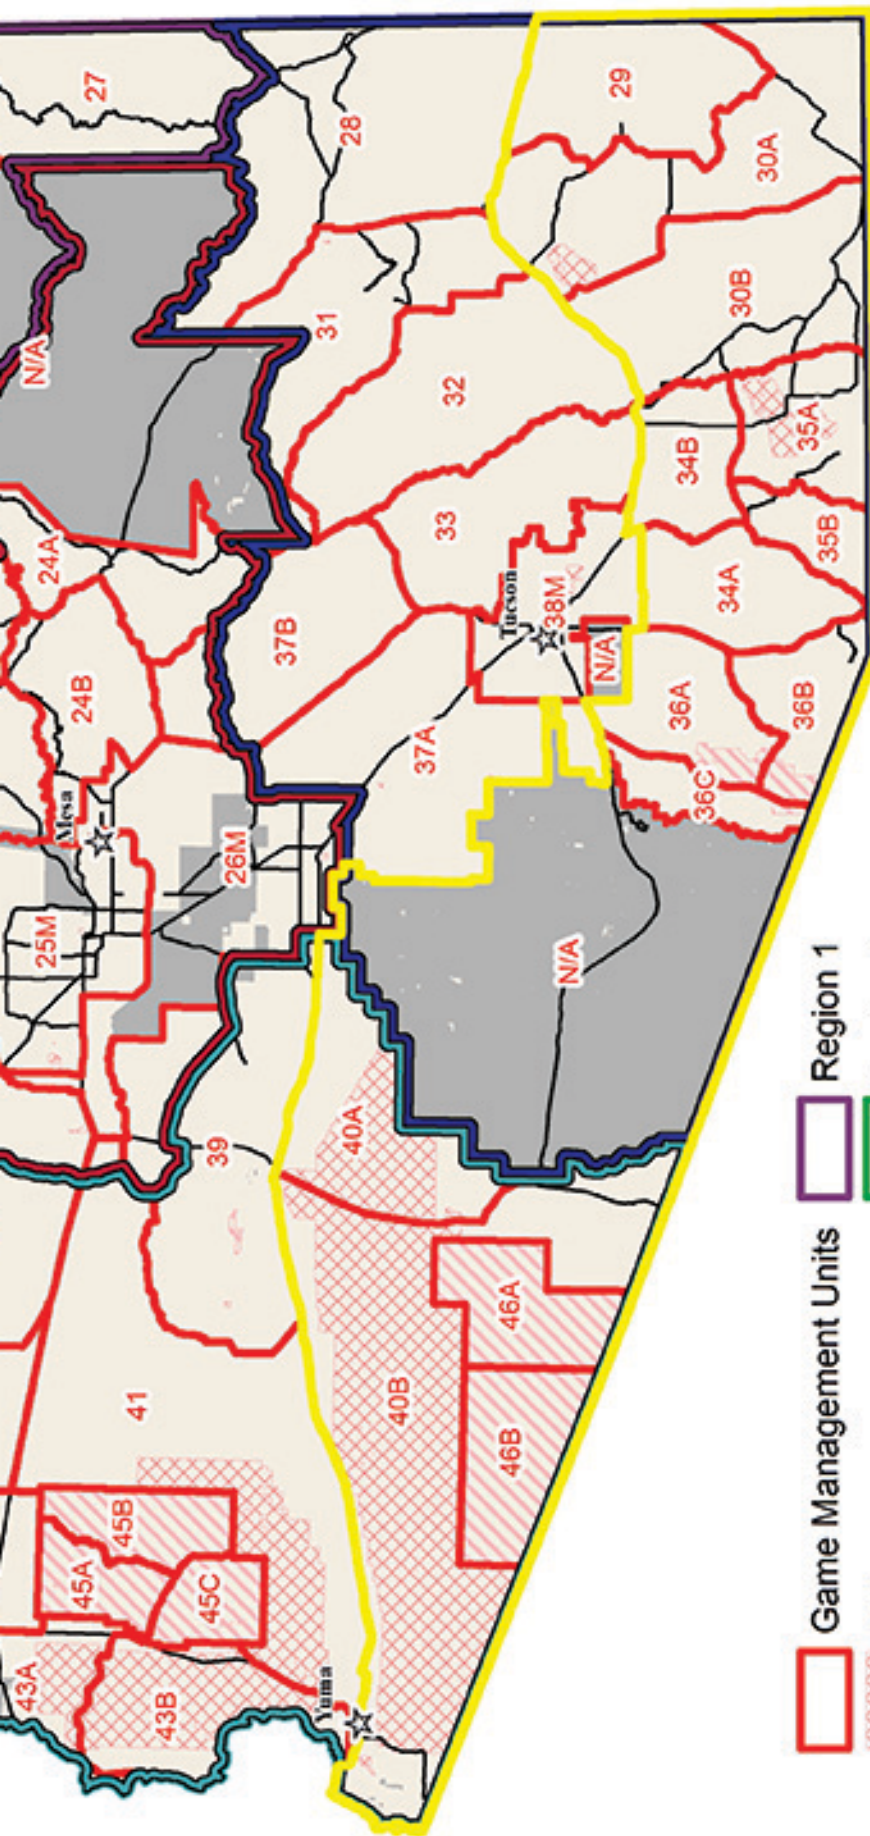 27
28
29
30A
N/A
31
32
30B
24A
33
34B
35A
35B
24B
37B
Tucson
38M
34A
N/A
36A
36B
37A
36C
Mesa
26M
25M
N/A
39
40A
41
46A
40B
46B
45B
45A
45C
43A
43B
Yuma
Game Management Units
Region 1